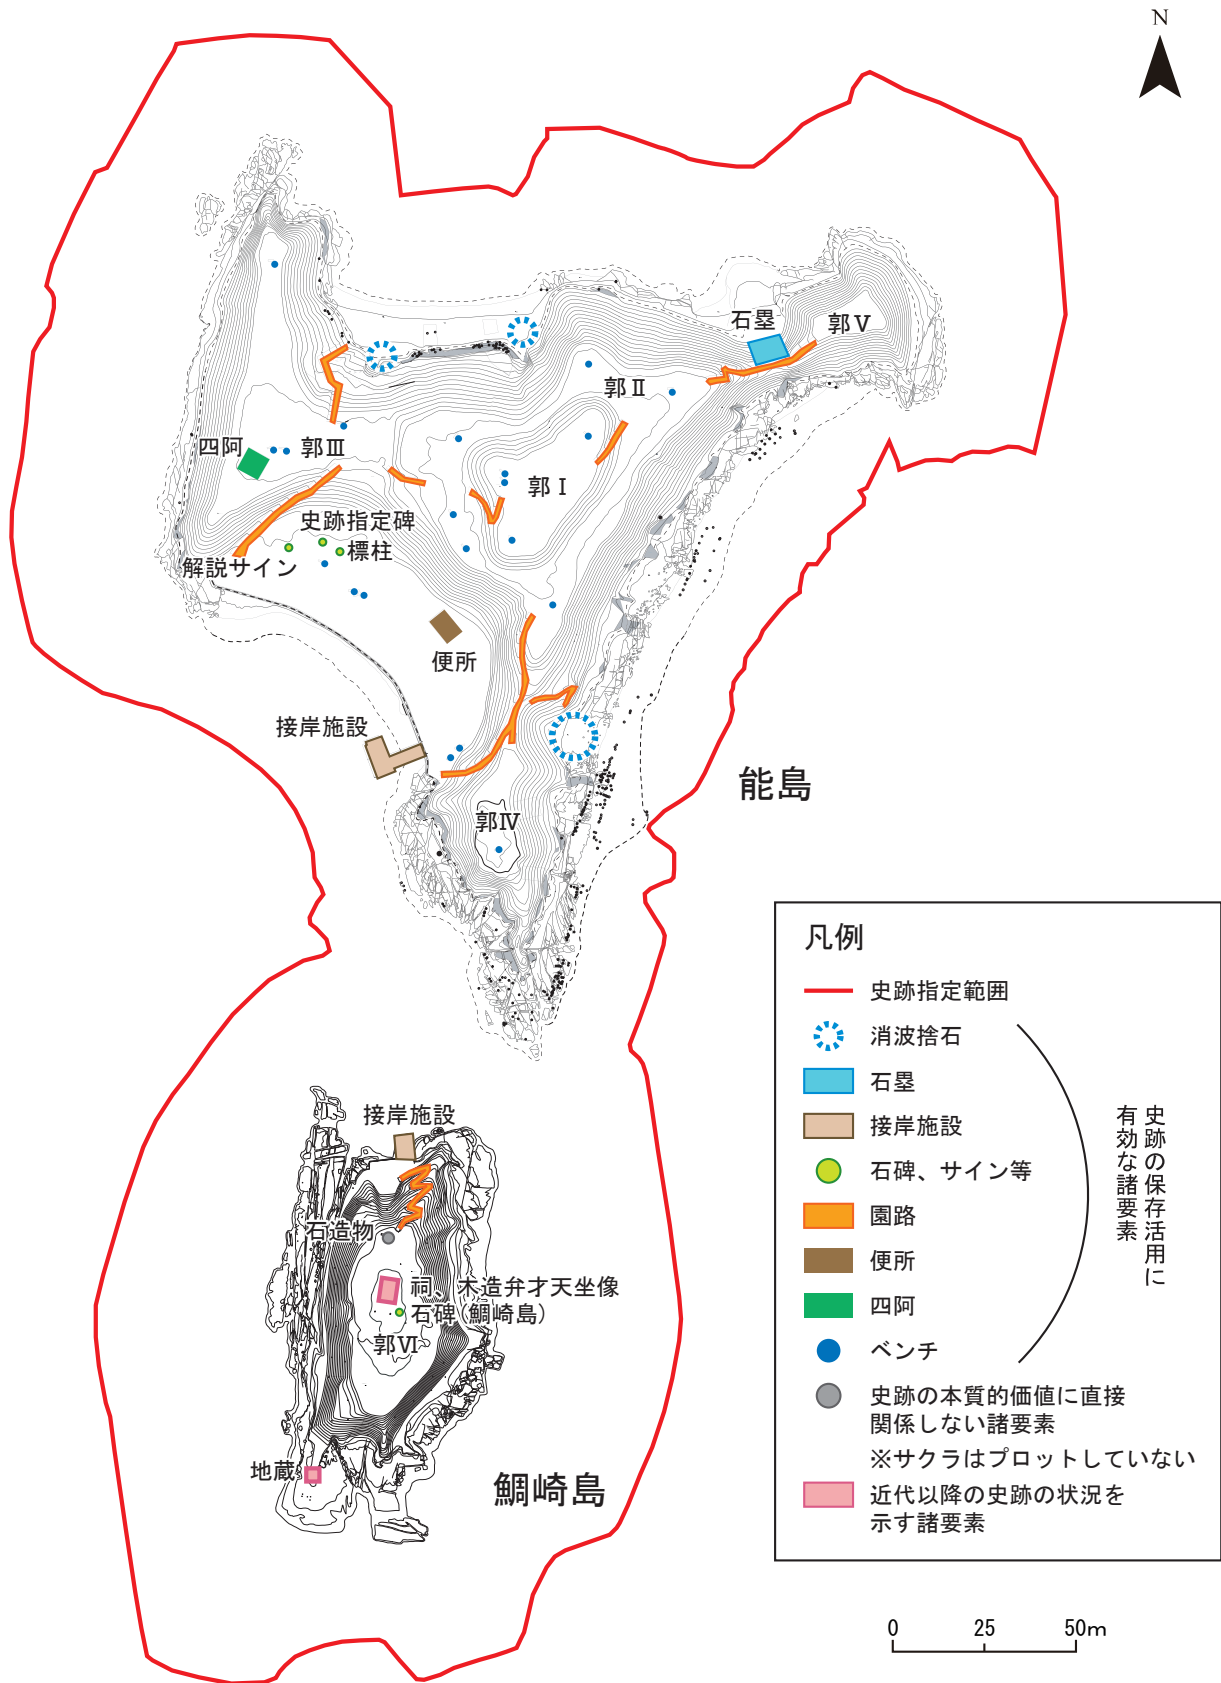 N
石塁
郭Ⅴ
郭Ⅱ
四阿
郭Ⅲ
郭Ⅰ
史跡指定碑
標柱
解説サイン
便所
接岸施設
能島
郭Ⅳ
接岸施設
石造物
祠、木造弁才天坐像
石碑(鯛崎島)
郭Ⅵ
地蔵
鯛崎島
凡例
史跡指定範囲
消波捨石
石塁
接岸施設
石碑、サイン等
園路
便所
四阿
ベンチ
史跡の保存活用に
有効な諸要素
史跡の本質的価値に直接
関係しない諸要素
※サクラはプロットしていない
近代以降の史跡の状況を
示す諸要素
0 25 50m